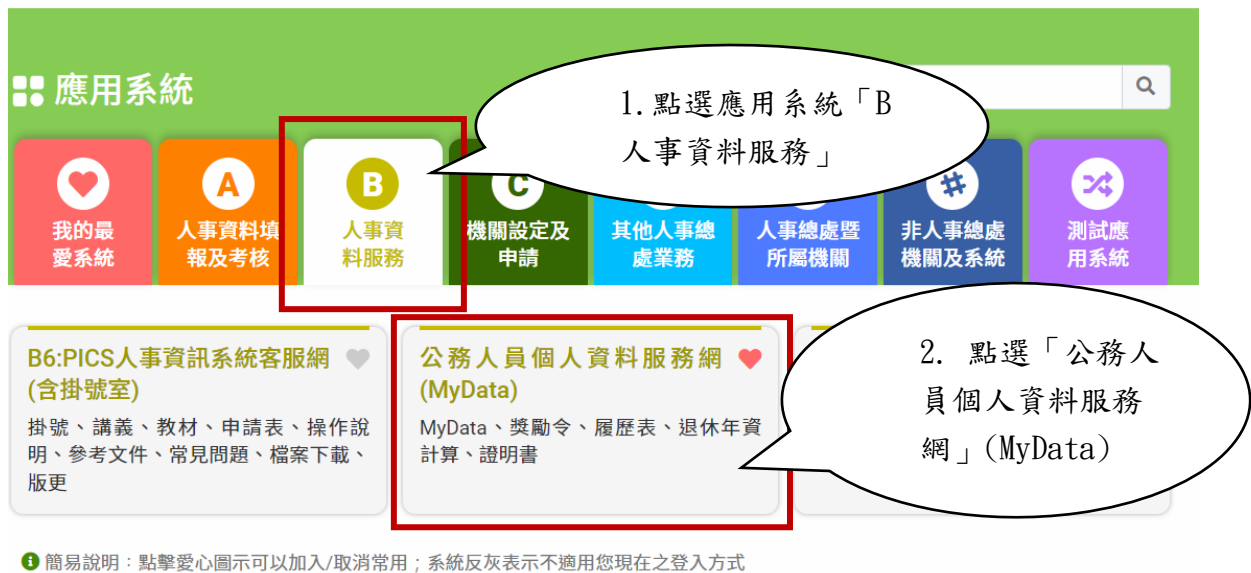 應用系統
1.點選應用系統「B
人事資料服務」
我的最
愛系統
A
人事資料填
報及考核
B
人事資
料服務
C
機關設定及
申請
其他人事總
處業務
人事總處暨
所屬機關
#
非人事總處
機關及系統
測試應
用系統
B6:PICS人事資訊系統客服網
(含掛號室)
掛號、講義、教材、申請表、操作說
明、參考文件、常見問題、檔案下載、
版更
公務人員個人資料服務網
(MyData)
MyData、獎勵令、履歷表、退休年資
計算、證明書
2. 點選「公務人
員個人資料服務
網」(MyData)
簡易說明：點擊愛心圖示可以加入/取消常用；系統反灰表示不適用您現在之登入方式